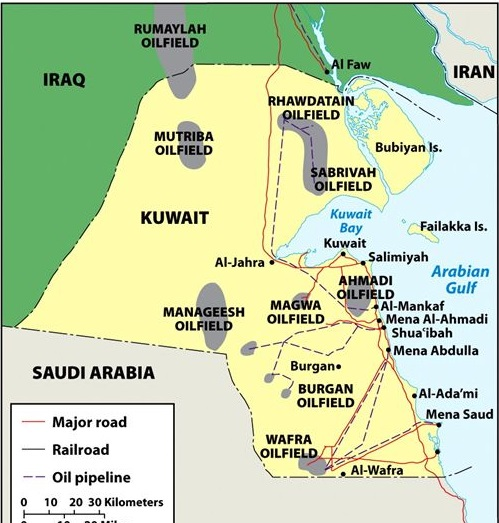 RUMAYLAH
OILFIELD
Al Faw
IRAQ
IRAN
RHAWDATAIN
OILFIELD
MUTRIBA
OILFIELD
Bubiyan Is.
SABRIVAH
OILFIELD
KUWAIT
Kuwait
Bay
Failakka Is.
Kuwait
Salimiyah
Al-Jahra
Arabian
Gulf
AHMADI
OILFIELD
MAGWA
OILFIELD
Al-Mankaf
MANAGEESH
OILFIELD
Mena Al-Ahmadi
Shua‘ibah
Mena Abdulla
SAUDI ARABIA
Burgan
BURGAN
OILFIELD
Al-Ada‘mi
Mena Saud
WAFRA
OILFIELD
Al-Wafra
Major road
Railroad
Oil pipeline
0 10 20 30 Kilometers